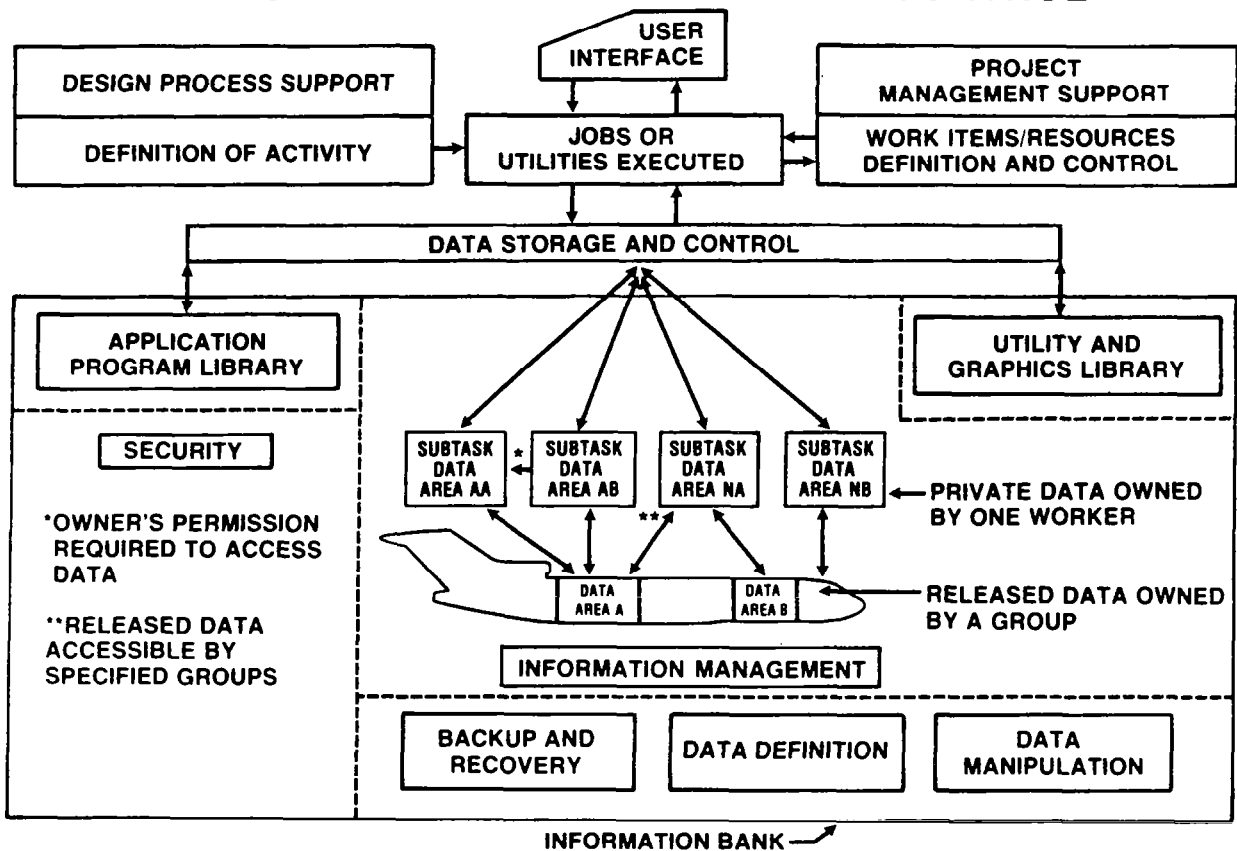 USER
INTERFACE
DESIGN PROCESS SUPPORT
DEFINITION OF ACTIVITY
JOBS OR
UTILITIES EXECUTED
PROJECT
MANAGEMENT SUPPORT
WORK ITEMS/RESOURCES
DEFINITION AND CONTROL
DATA STORAGE AND CONTROL
APPLICATION
PROGRAM LIBRARY
UTILITY AND
GRAPHICS LIBRARY
SECURITY
*OWNER'S PERMISSION
REQUIRED TO ACCESS
DATA
**RELEASED DATA
ACCESSIBLE BY
SPECIFIED GROUPS
SUBTASK
DATA
AREA AA
*
SUBTASK
DATA
AREA AB
SUBTASK
DATA
AREA NA
SUBTASK
DATA
AREA NB
PRIVATE DATA OWNED
BY ONE WORKER
**
DATA
AREA A
DATA
AREA B
RELEASED DATA OWNED
BY A GROUP
INFORMATION MANAGEMENT
BACKUP AND
RECOVERY
DATA DEFINITION
DATA
MANIPULATION
INFORMATION BANK